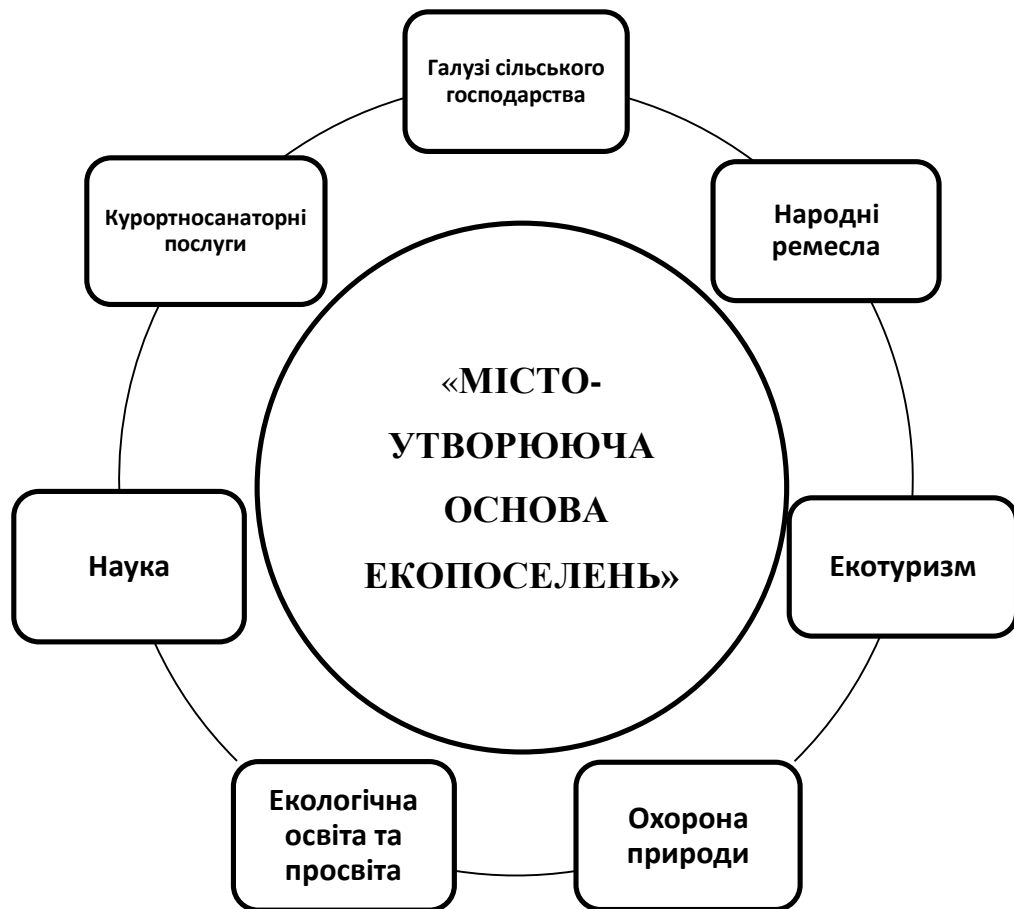 Галузі сільського
господарства
Народні
ремесла
Екотуризм
Охорона
природи
Екологічна
освіта та
просвіта
Наука
Курортносанаторні
послуги
«МІСТО-
УТВОРЮЮЧА
ОСНОВА
ЕКОПОСЕЛЕНЬ»